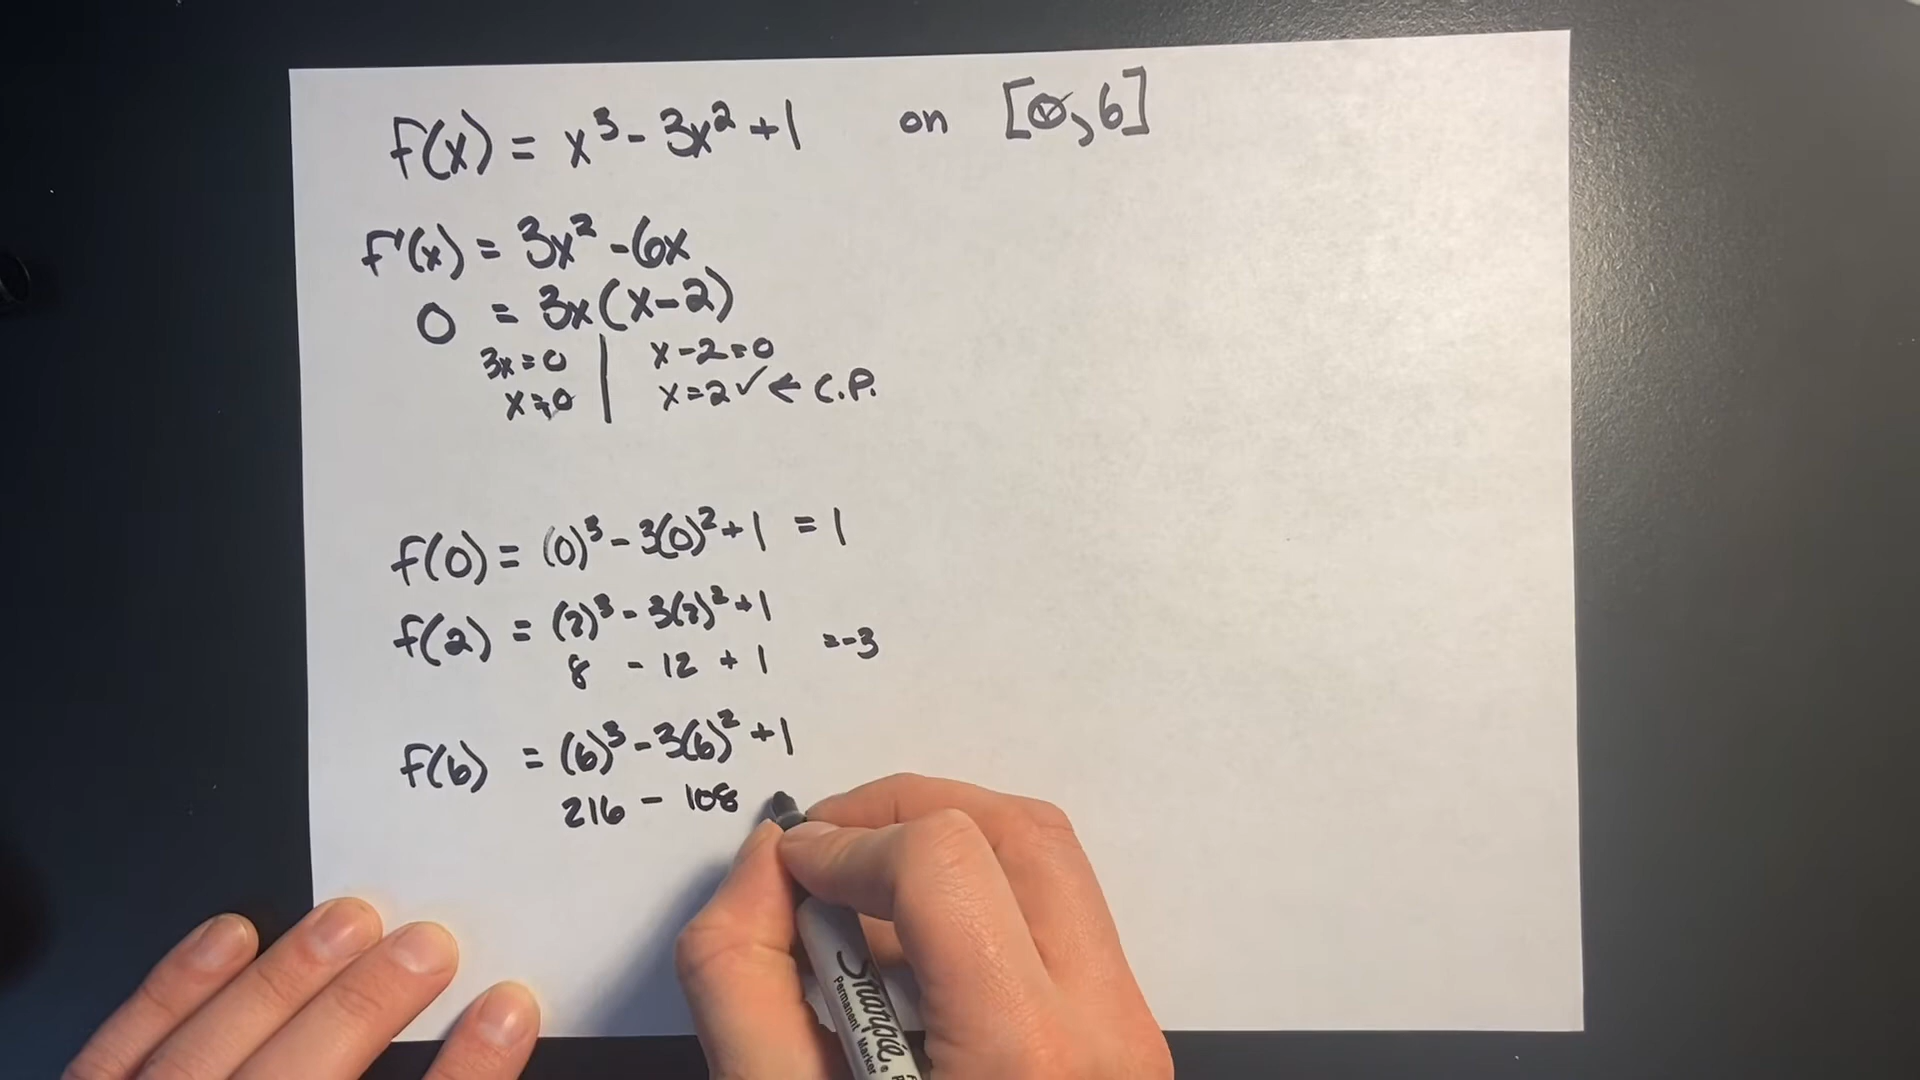 f(x) = x³ - 3x² + 1 on [0,6]
f'(x) = 3x² - 6x
0 = 3x(x-2)
3x=0 | x-2=0
x=0 | x=2 ✓ ← C.P.
f(0) = (0)³ - 3(0)² + 1 = 1
f(2) = (2)³ - 3(2)² + 1
8 - 12 + 1 = -3
f(6) = (6)³ - 3(6)² + 1
216 - 108
Sharpie.
Permanent Marker